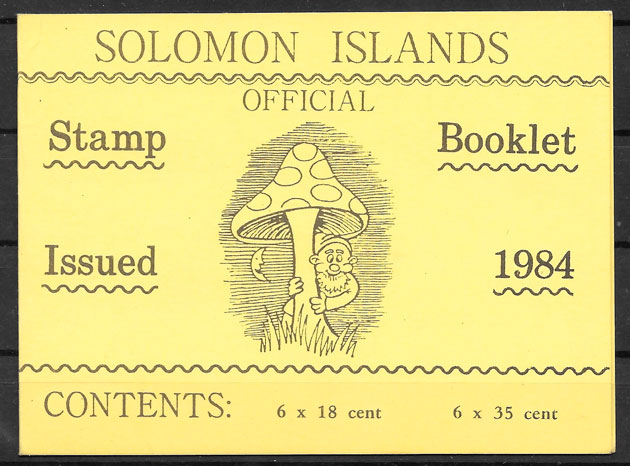 SOLOMON ISLANDS
OFFICIAL
Stamp Booklet
Issued 1984
CONTENTS: 6 x 18 cent 6 x 35 cent